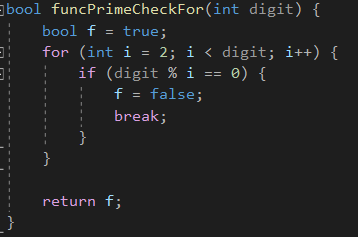 bool funcPrimeCheckFor(int digit) {
    bool f = true;
    for (int i = 2; i < digit; i++) {
        if (digit % i == 0) {
            f = false;
            break;
        }
    }

    return f;
}